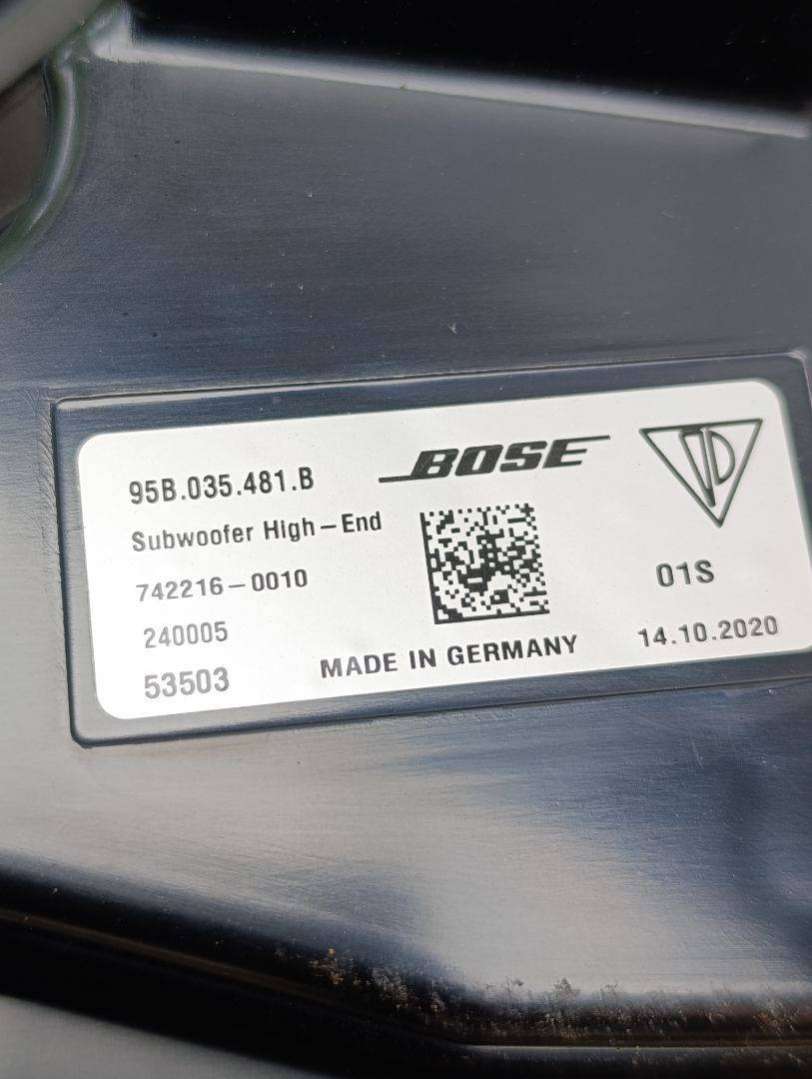 95B.035.481.B
BOSE
Subwoofer High-End
742216-0010
01S
240005
14.10.2020
53503
MADE IN GERMANY